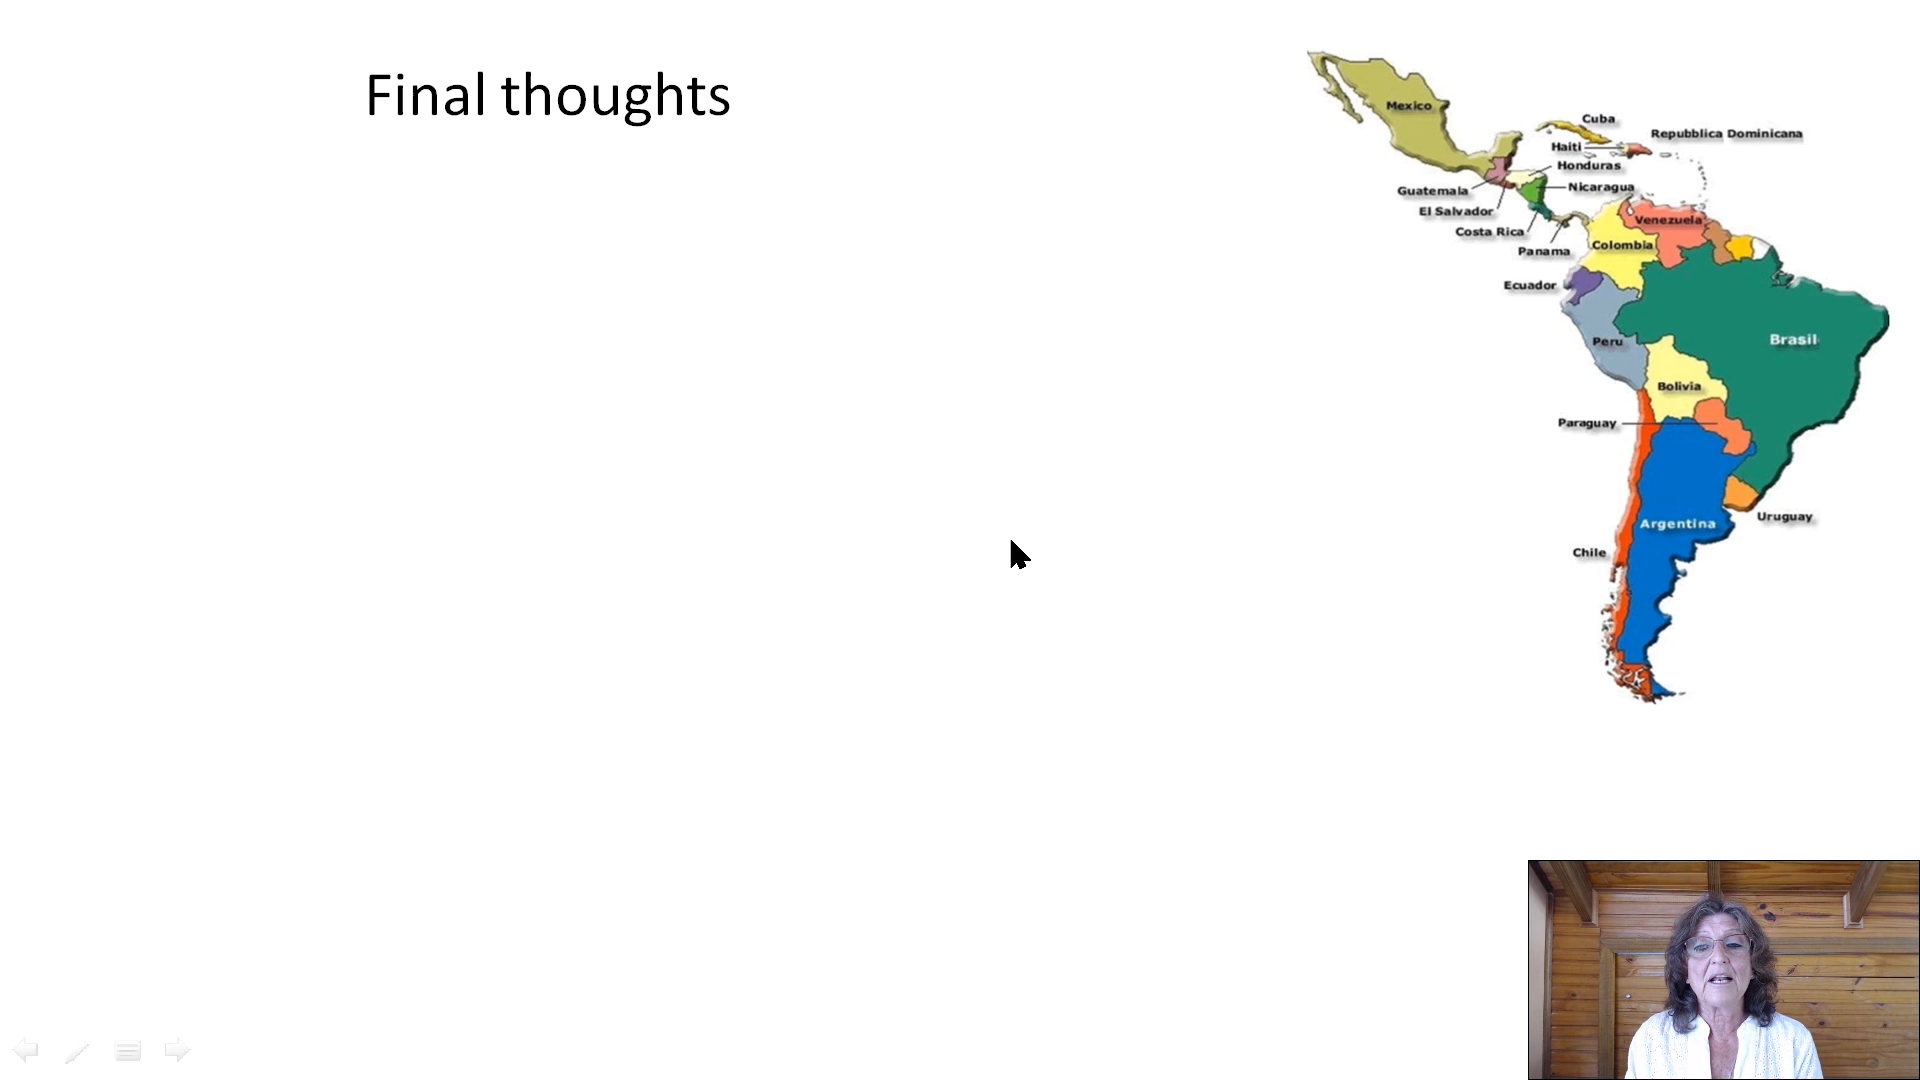 Final thoughts
Mexico
Cuba
Repubblica Dominicana
Haiti
Honduras
Guatemala
Nicaragua
El Salvador
Costa Rica
Panama
Venezuela
Colombia
Ecuador
Peru
Brasil
Bolivia
Paraguay
Argentina
Uruguay
Chile